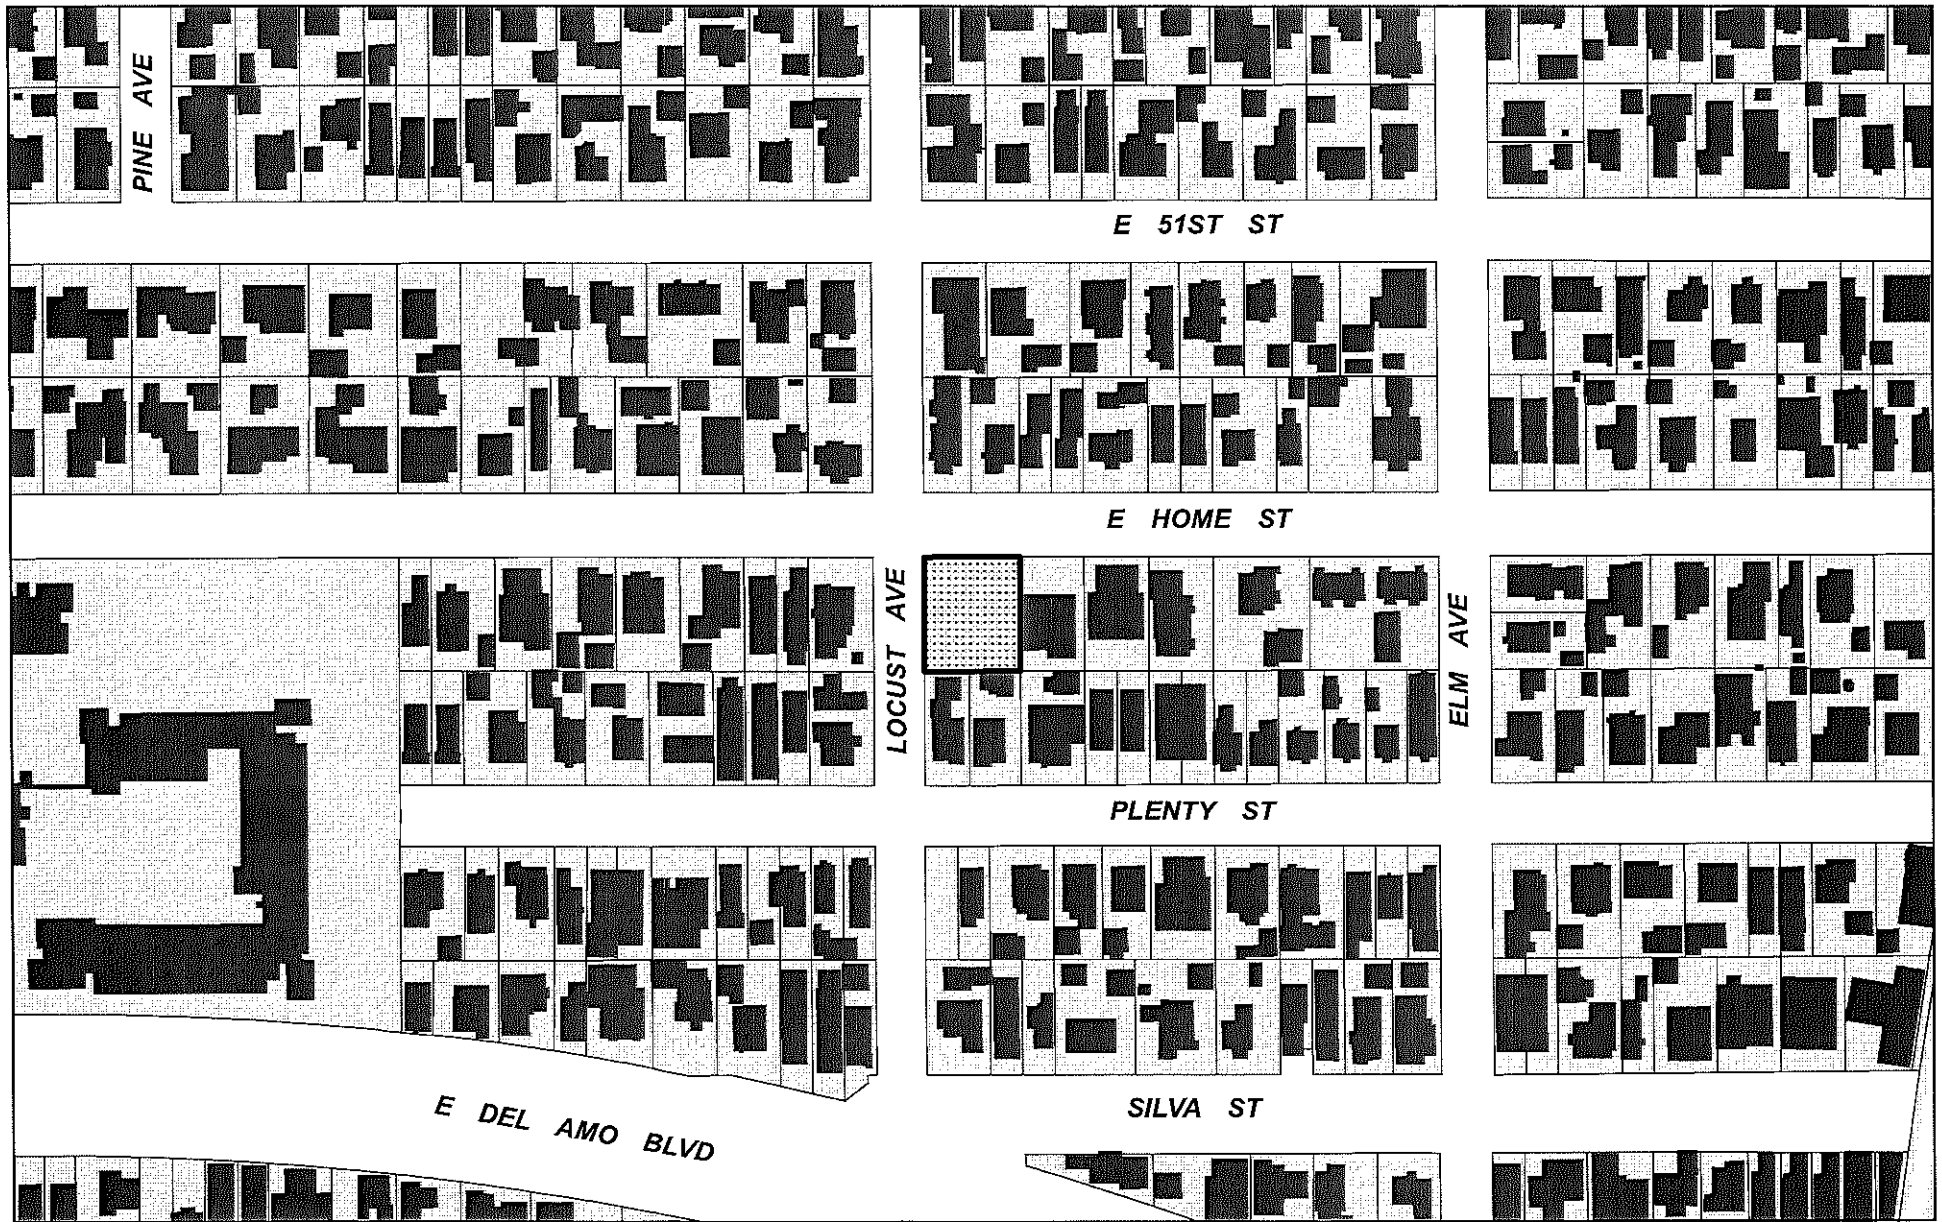 PINE AVE
E 51ST ST
E HOME ST
LOCUST AVE
ELM AVE
PLENTY ST
E DEL AMO BLVD
SILVA ST